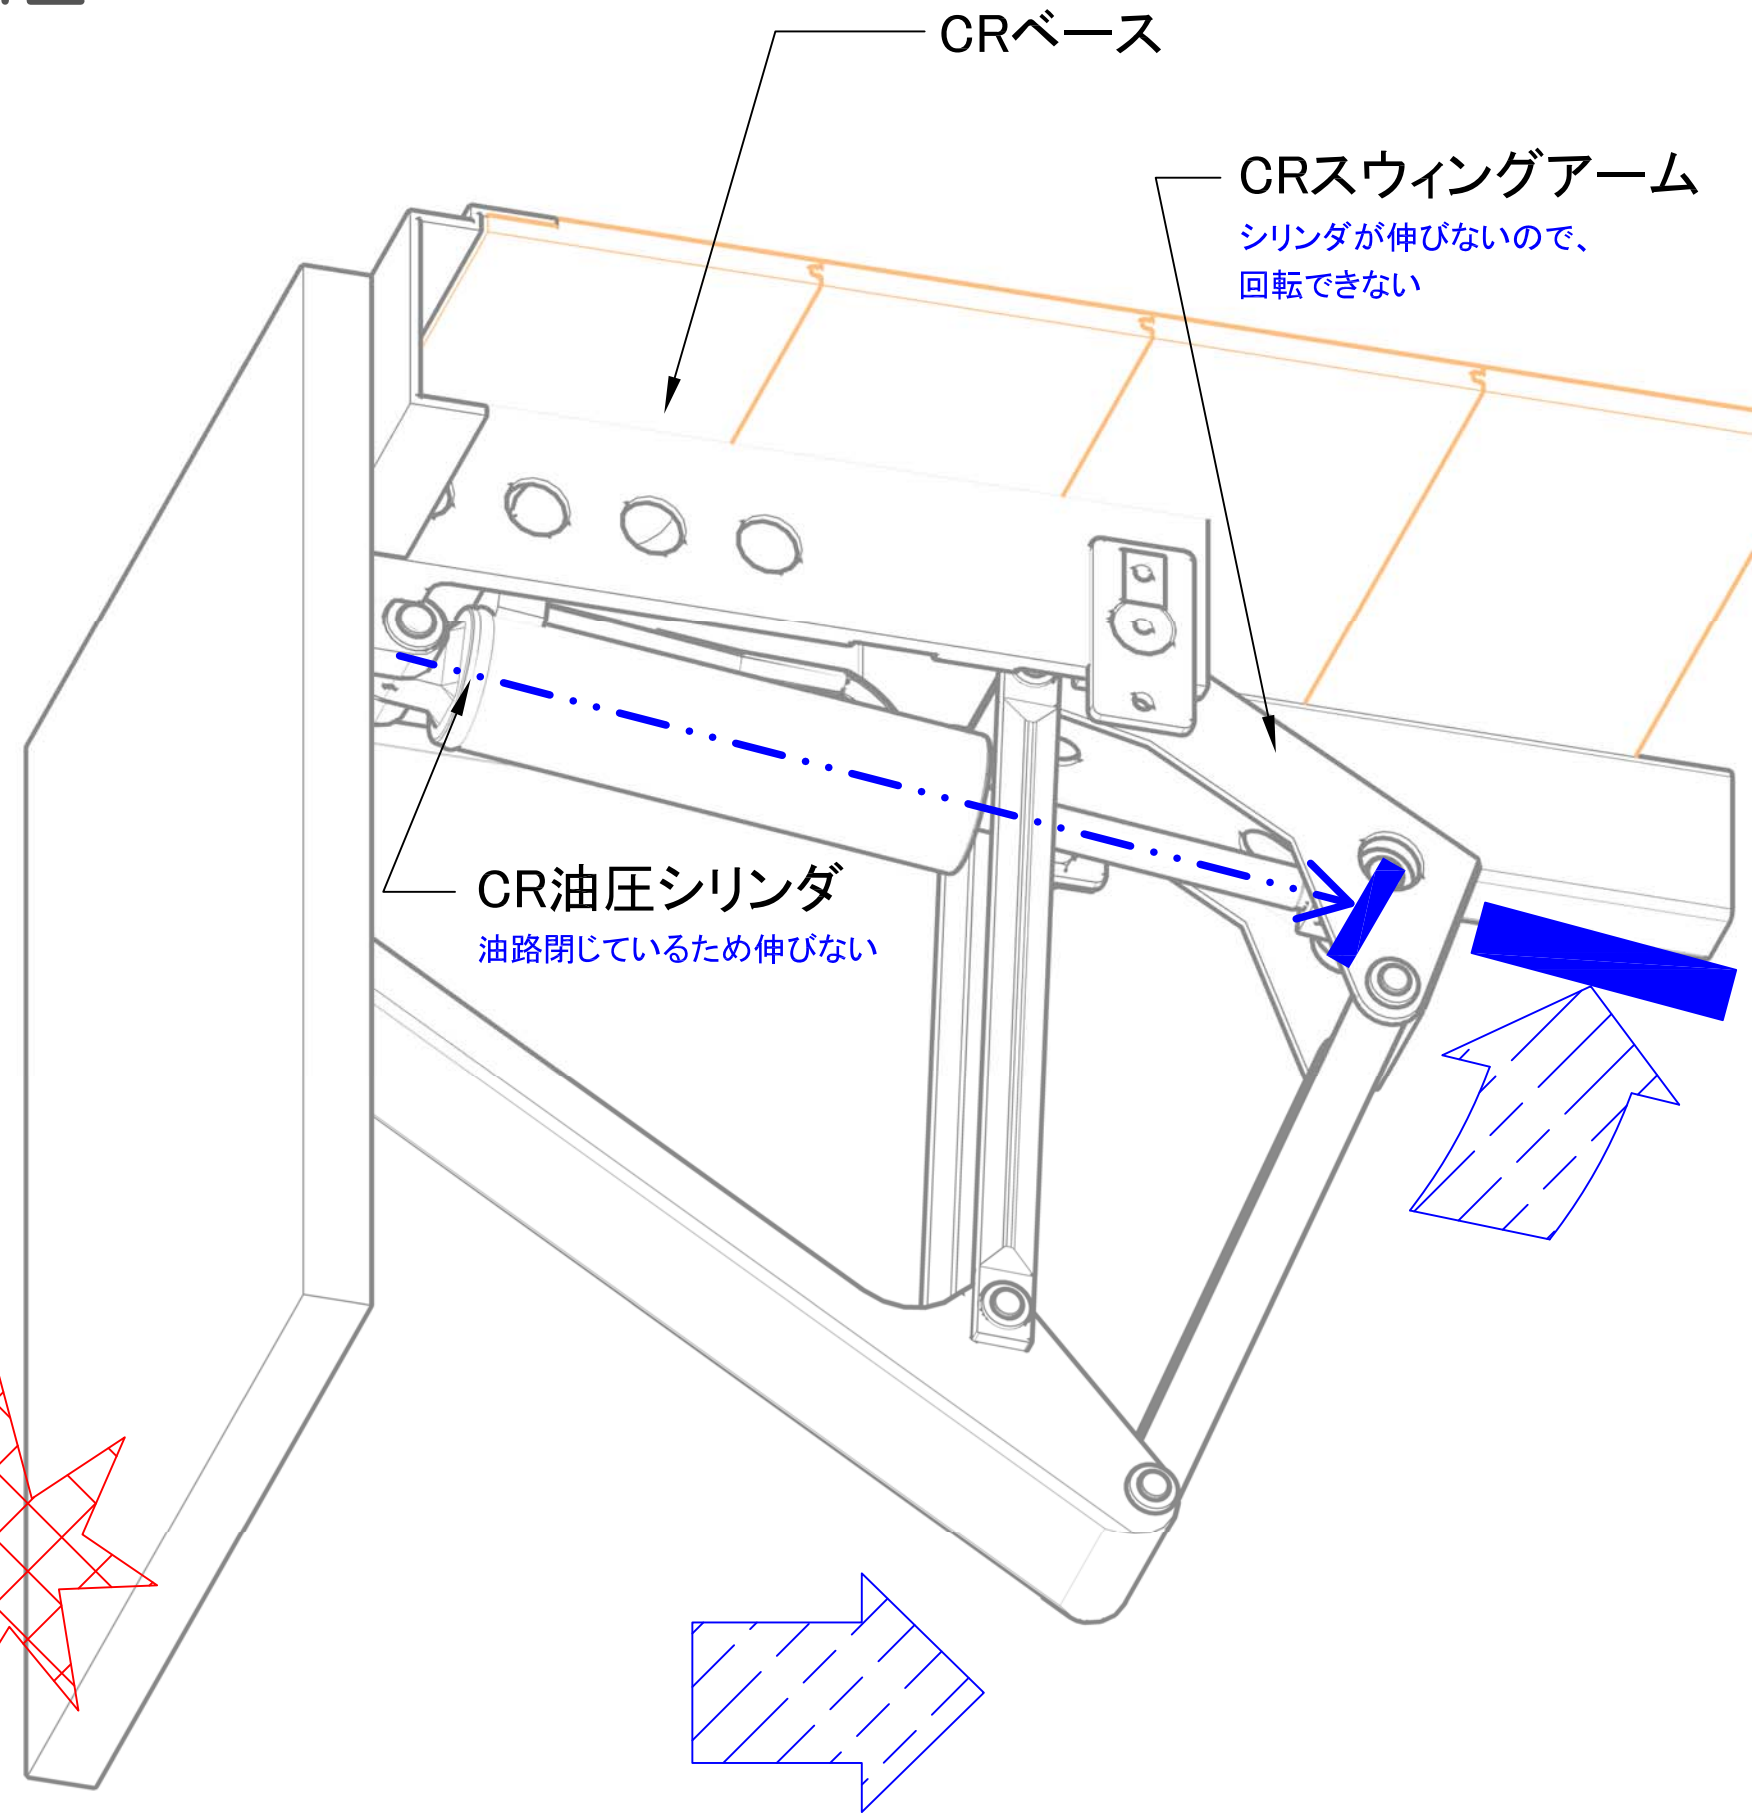 CRベース
CRスウィングアーム
シリンダが伸びないので、
回転できない
CR油圧シリンダ
油路閉じているため伸びない